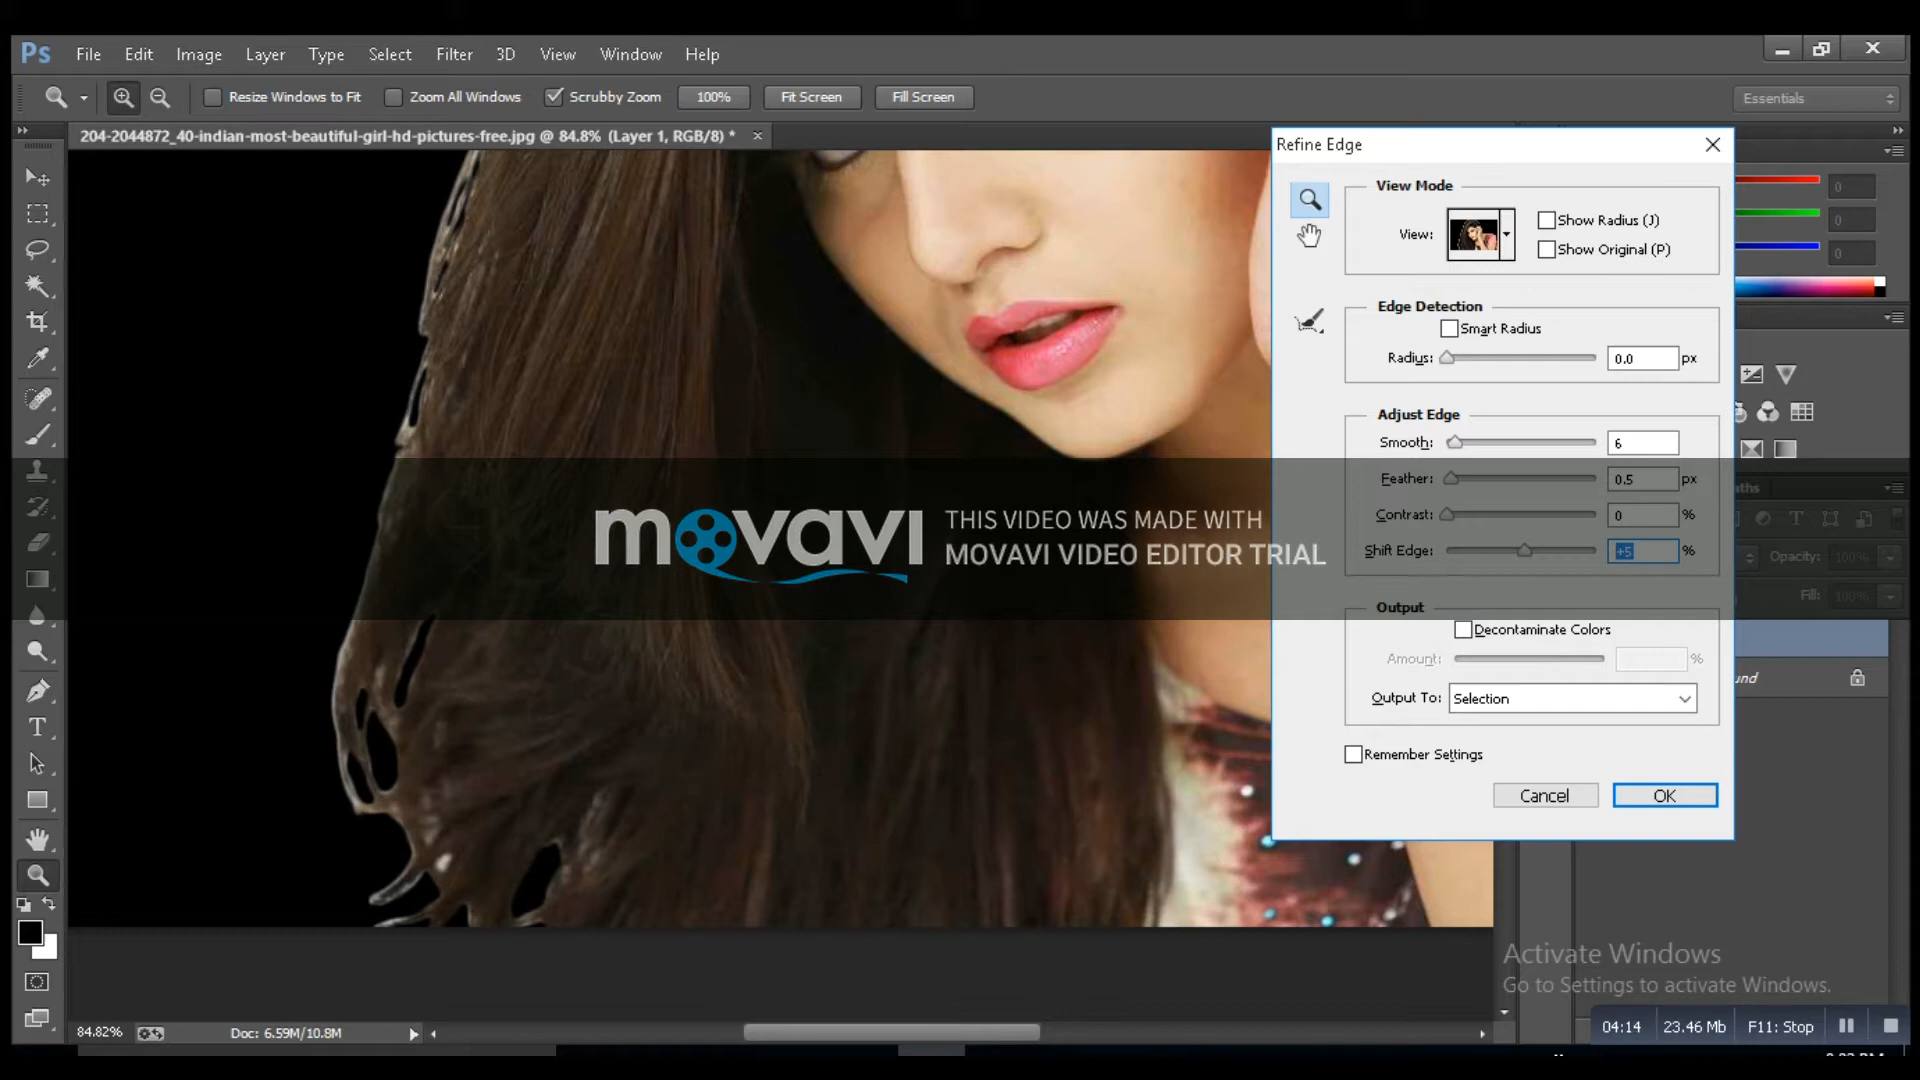 Ps File Edit Image Layer Type Select Filter 3D View Window Help
Resize Windows to Fit Zoom All Windows Scrubby Zoom 100% Fit Screen Fill Screen Essentials
204-2044872_40-indian-most-beautiful-girl-hd-pictures-free.jpg @ 84.8% (Layer 1, RGB/8) *
Refine Edge
View Mode
View: Show Radius (J)
Show Original (P)
0
0
0
Edge Detection
Smart Radius
Radius: 0.0 px
Adjust Edge
Smooth: 6
Feather: 0.5 px
Contrast: 0 %
Shift Edge: +5 %
Opacity: 100%
Fill: 100%
movavi
THIS VIDEO WAS MADE WITH
MOVAVI VIDEO EDITOR TRIAL
Output
Decontaminate Colors
Amount: %
Output To: Selection
Remember Settings
Cancel OK
Activate Windows
Go to Settings to activate Windows.
84.82% Doc: 6.59M/10.8M
04:14 23.46 Mb F11: Stop